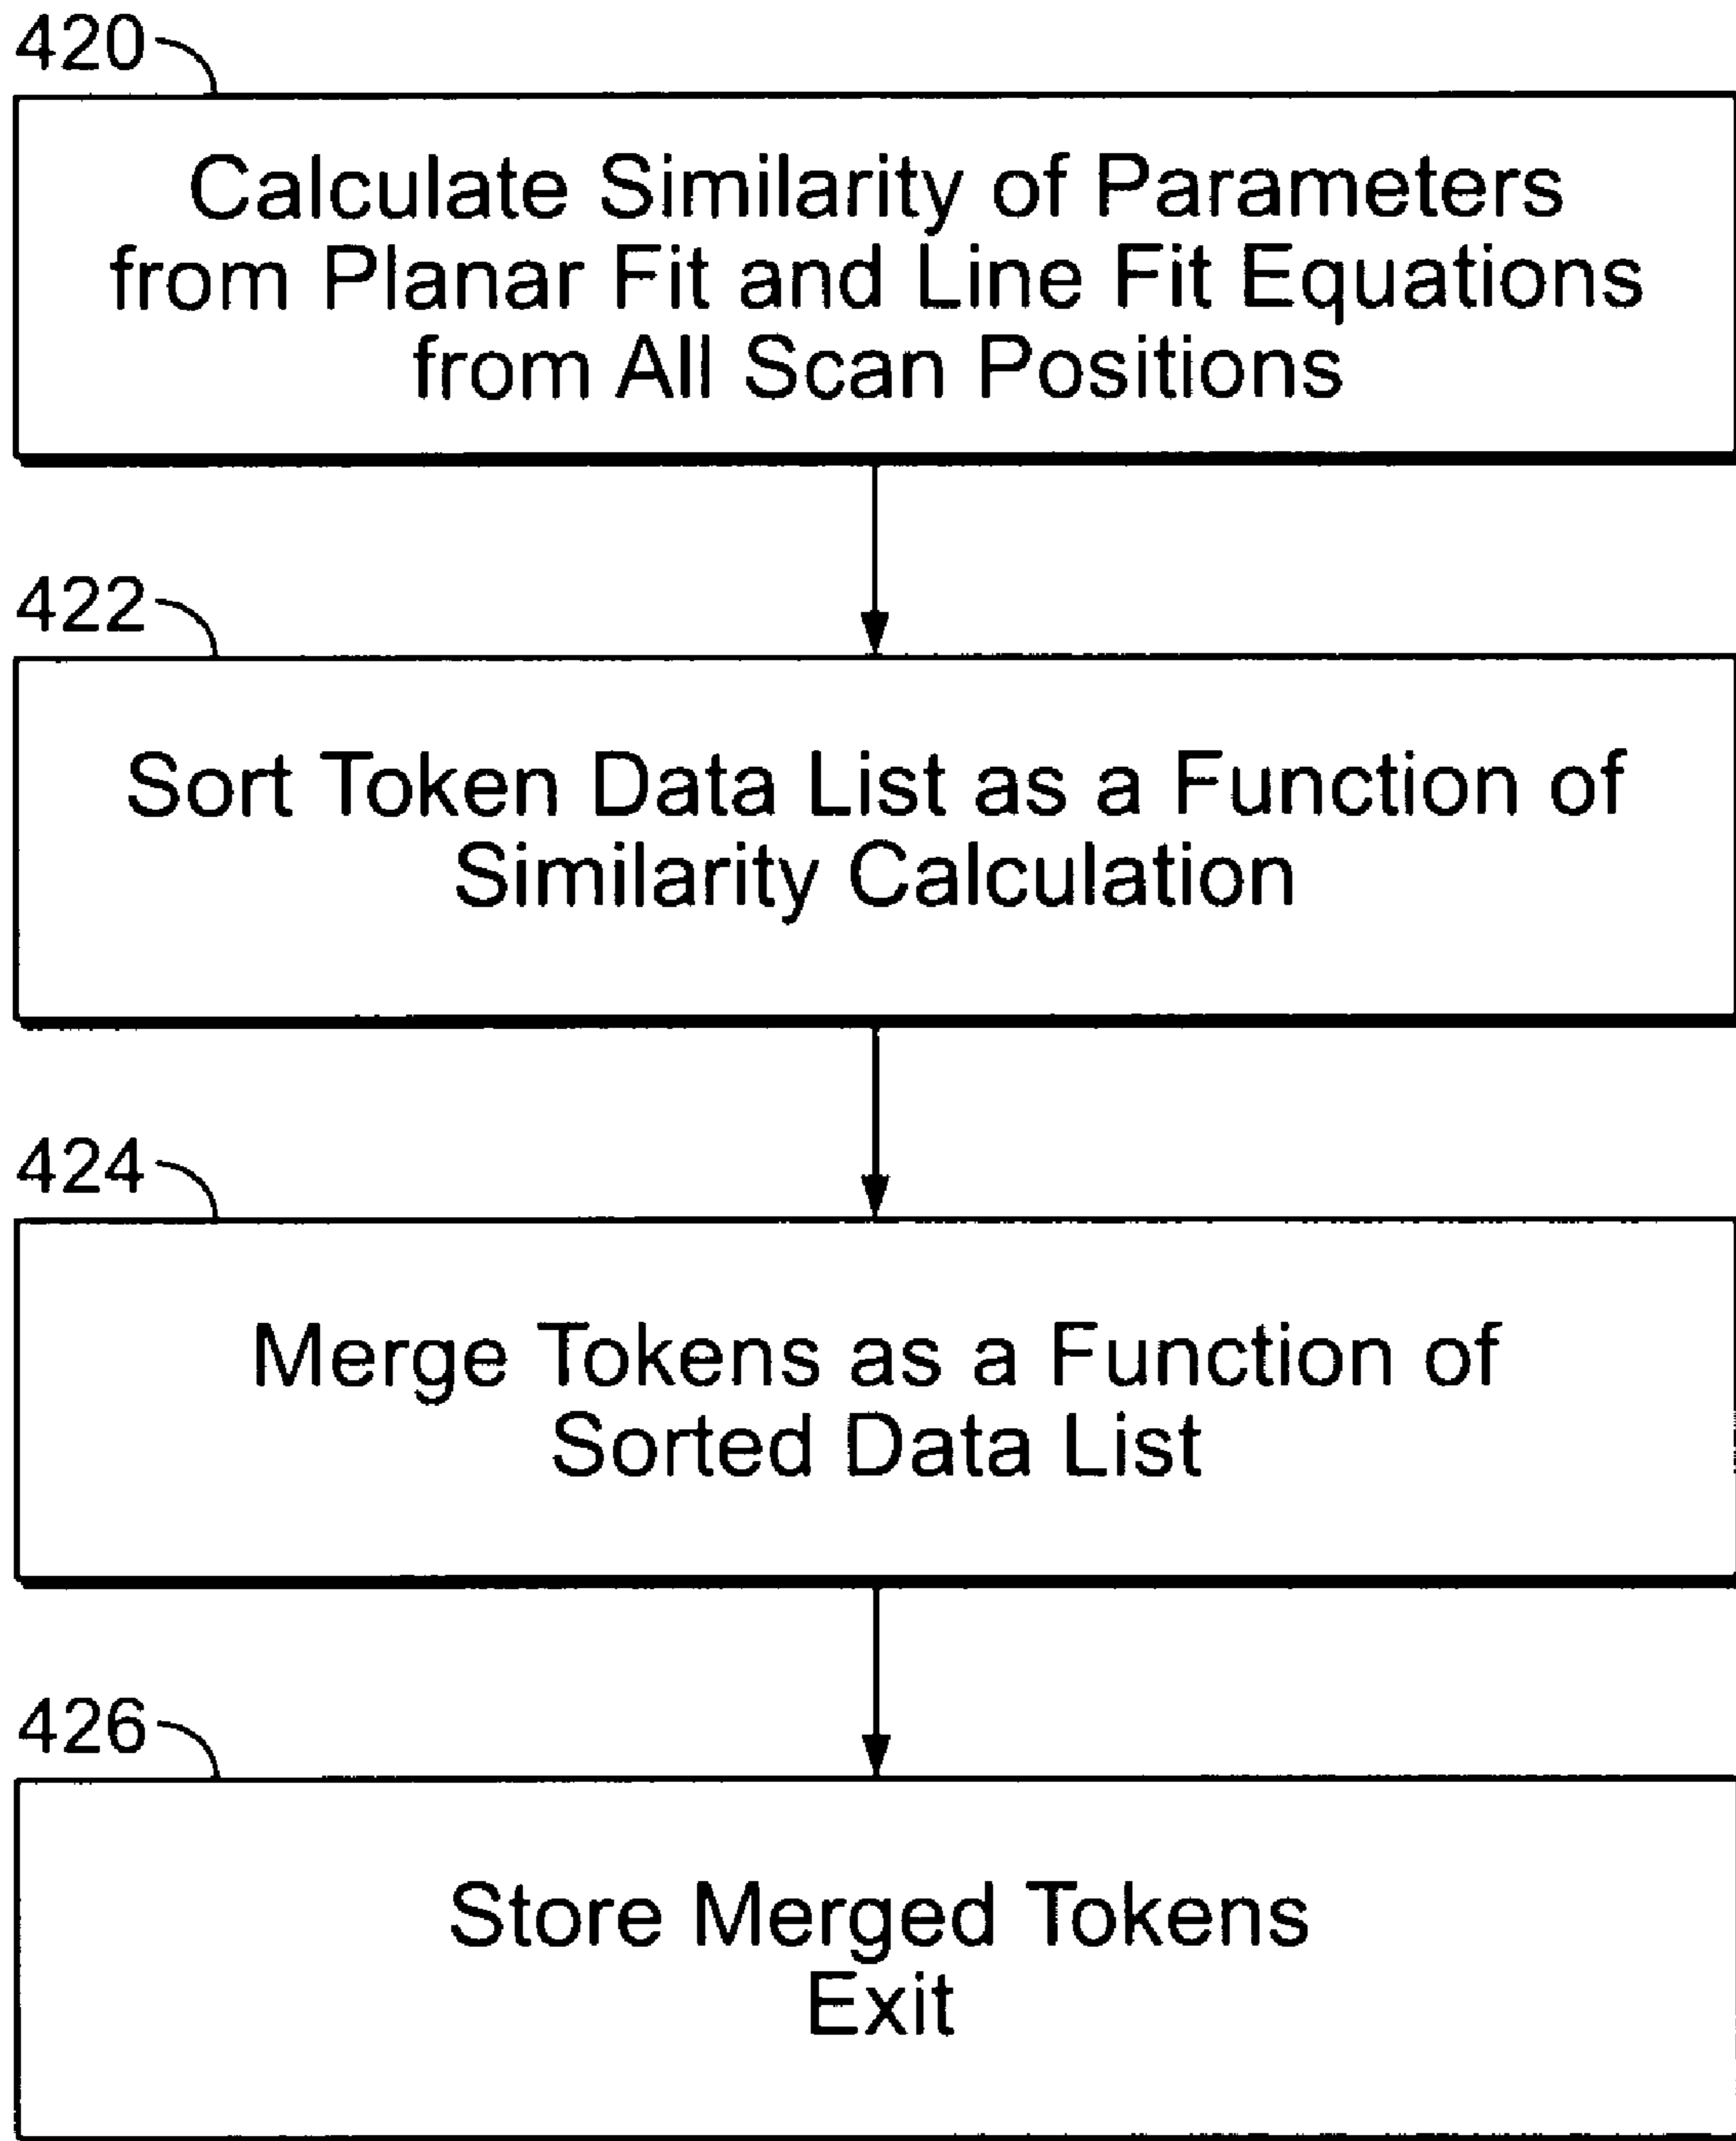 420
Calculate Similarity of Parameters
from Planar Fit and Line Fit Equations
from All Scan Positions
422
Sort Token Data List as a Function of
Similarity Calculation
424
Merge Tokens as a Function of
Sorted Data List
426
Store Merged Tokens
Exit